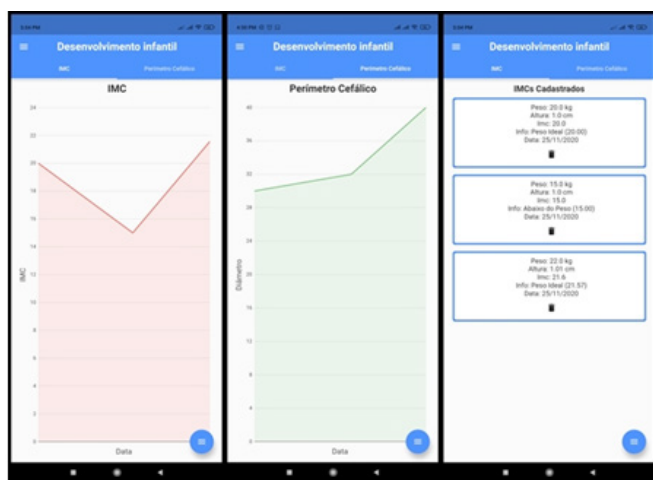 Desenvolvimento infantil
IMC
Perímetro Cefálico
IMC
24
22
20
18
16
14
12
10
8
6
4
2
0
IMC
Data
Desenvolvimento infantil
IMC
Perímetro Cefálico
Perímetro Cefálico
40
36
32
28
24
20
16
12
8
4
0
Diâmetro
Data
Desenvolvimento infantil
IMC
Perímetro Cefálico
IMCs Cadastrados
Peso: 20.0 kg
Altura: 1.0 cm
Imc: 20.0
Info: Peso Ideal (20.00)
Data: 25/11/2020
Peso: 15.0 kg
Altura: 1.0 cm
Imc: 15.0
Info: Abaixo do Peso (15.00)
Data: 25/11/2020
Peso: 22.0 kg
Altura: 1.01 cm
Imc: 21.6
Info: Peso Ideal (21.57)
Data: 25/11/2020